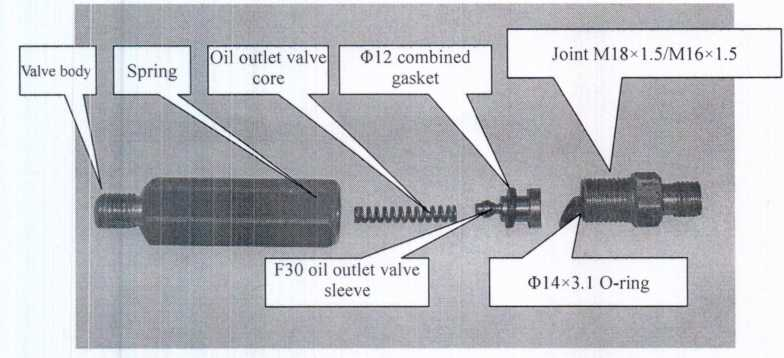 Valve body
Spring
Oil outlet valve
core
Φ12 combined
gasket
Joint M18×1.5/M16×1.5
F30 oil outlet valve
sleeve
Φ14×3.1 O-ring